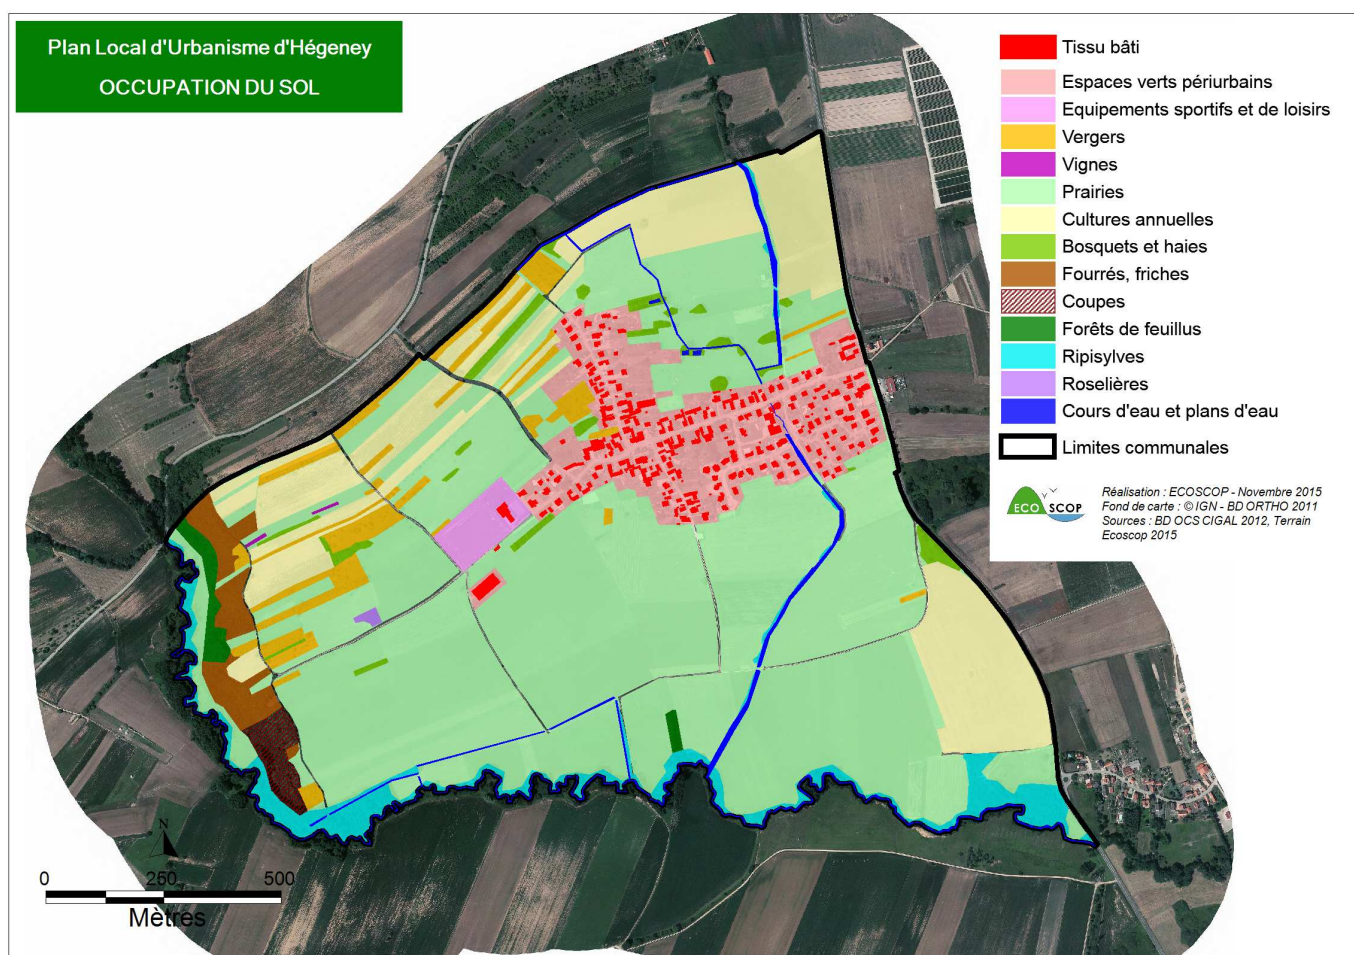 Plan Local d'Urbanisme d'Hégeney
OCCUPATION DU SOL
Tissu bâti
Espaces verts périurbains
Equipements sportifs et de loisirs
Vergers
Vignes
Prairies
Cultures annuelles
Bosquets et haies
Fourrés, friches
Coupes
Forêts de feuillus
Ripisylves
Roselières
Cours d'eau et plans d'eau
Limites communales
ECO SCOP
Réalisation : ECOSCOP - Novembre 2015
Fond de carte : © IGN - BD ORTHO 2011
Sources : BD OCS CIGAL 2012, Terrain
Ecoscop 2015
N
0 250 500
Mètres